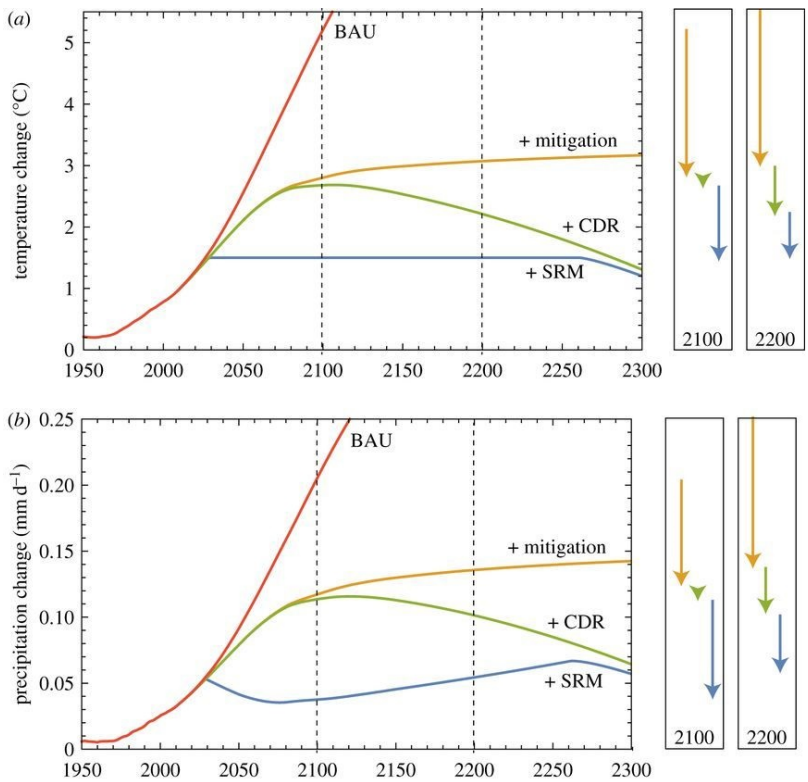 (a)
5
4
3
2
1
0
temperature change (°C)
BAU
+ mitigation
+ CDR
+ SRM
1950 2000 2050 2100 2150 2200 2250 2300
2100 2200
(b)
0.25
0.20
0.15
0.10
0.05
0
precipitation change (mm d⁻¹)
BAU
+ mitigation
+ CDR
+ SRM
1950 2000 2050 2100 2150 2200 2250 2300
2100 2200